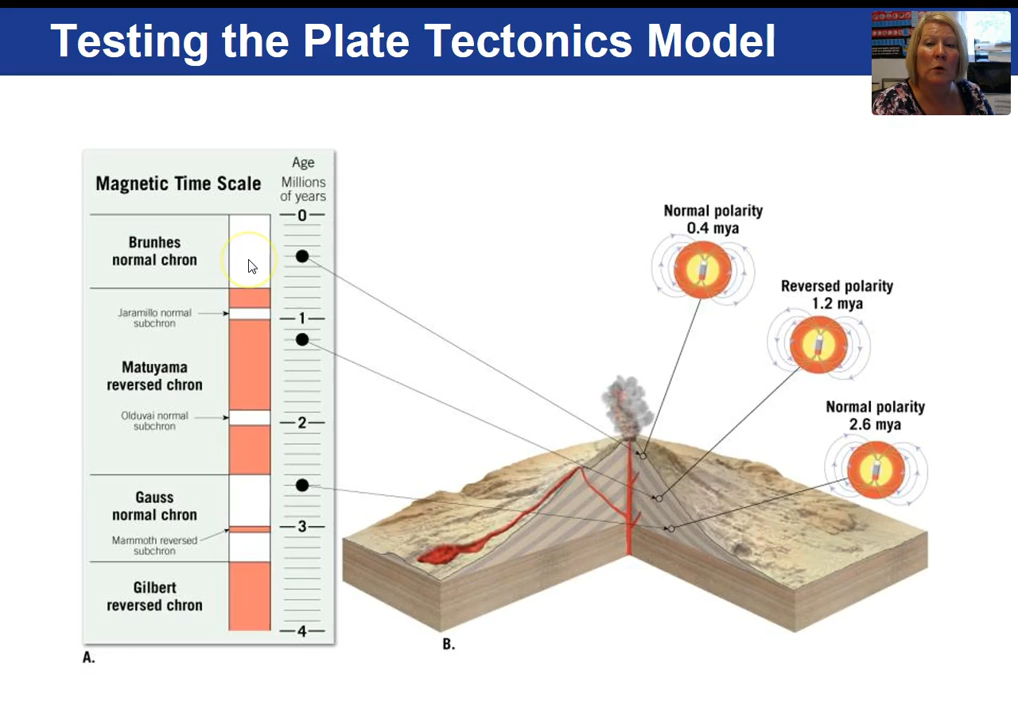 Testing the Plate Tectonics Model
Magnetic Time Scale
Age
Millions
of years
0
Brunhes
normal chron
Jaramillo normal
subchron
1
Matuyama
reversed chron
Olduvai normal
subchron
2
Gauss
normal chron
3
Mammoth reversed
subchron
Gilbert
reversed chron
4
A.
Normal polarity
0.4 mya
Reversed polarity
1.2 mya
Normal polarity
2.6 mya
B.